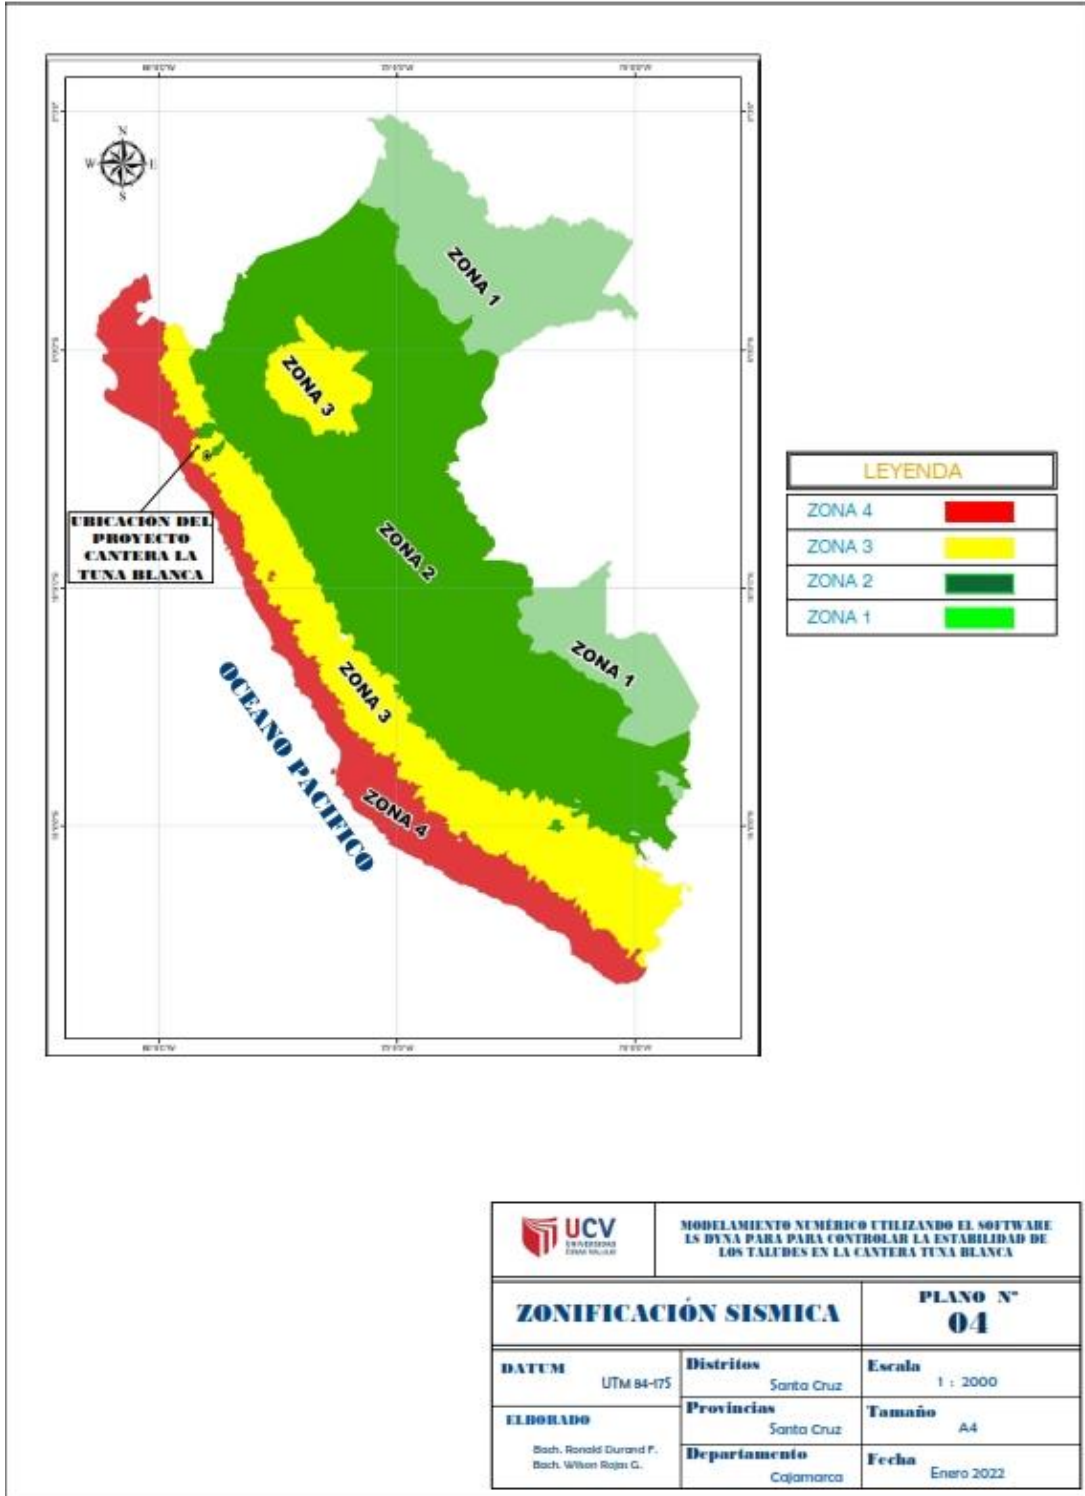 N
W E
S
ZONA 1
ZONA 3
ZONA 2
UBICACION DEL
PROYECTO
CANTERA LA
TUNA BLANCA
ZONA 1
ZONA 3
ZONA 4
OCEANO PACIFICO
LEYENDA
ZONA 4
ZONA 3
ZONA 2
ZONA 1
UCV
UNIVERSIDAD
CÉSAR VALLEJO
MODELAMIENTO NUMÉRICO UTILIZANDO EL SOFTWARE
LS DYNA PARA PARA CONTROLAR LA ESTABILIDAD DE
LOS TALUDES EN LA CANTERA TUNA BLANCA
ZONIFICACIÓN SISMICA
PLANO N°
04
DATUM
UTM 84-17S
Distritos
Santa Cruz
Escala
1 : 2000
ELBORADO
Bach. Ronald Durand F.
Bach. Wilson Rojas G.
Provincias
Santa Cruz
Tamaño
A4
Departamento
Cajamarca
Fecha
Enero 2022